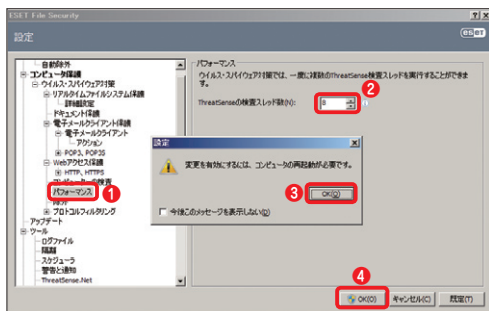 ESET File Security
eset
設定
自動除外
コンピュータ保護
ウイルス・スパイウェア対策
リアルタイムファイルシステム保護
詳細設定
ドキュメント保護
電子メールクライアント保護
電子メールクライアント
アクション
POP3, POP3S
Webアクセス保護
HTTP, HTTPS
コンピューターの検査
パフォーマンス
除外
プロトコルフィルタリング
アップデート
ツール
ログファイル
隔離
スケジューラ
警告と通知
ThreatSense.Net
パフォーマンス
ウイルス・スパイウェア対策では、一度に複数のThreatSense検査スレッドを実行することができます。
ThreatSenseの検査スレッド数(N):
8
設定
変更を有効にするには、コンピュータの再起動が必要です。
OK(O)
今後このメッセージを表示しない(D)
OK(O)
キャンセル(C)
既定(T)
1
2
3
4